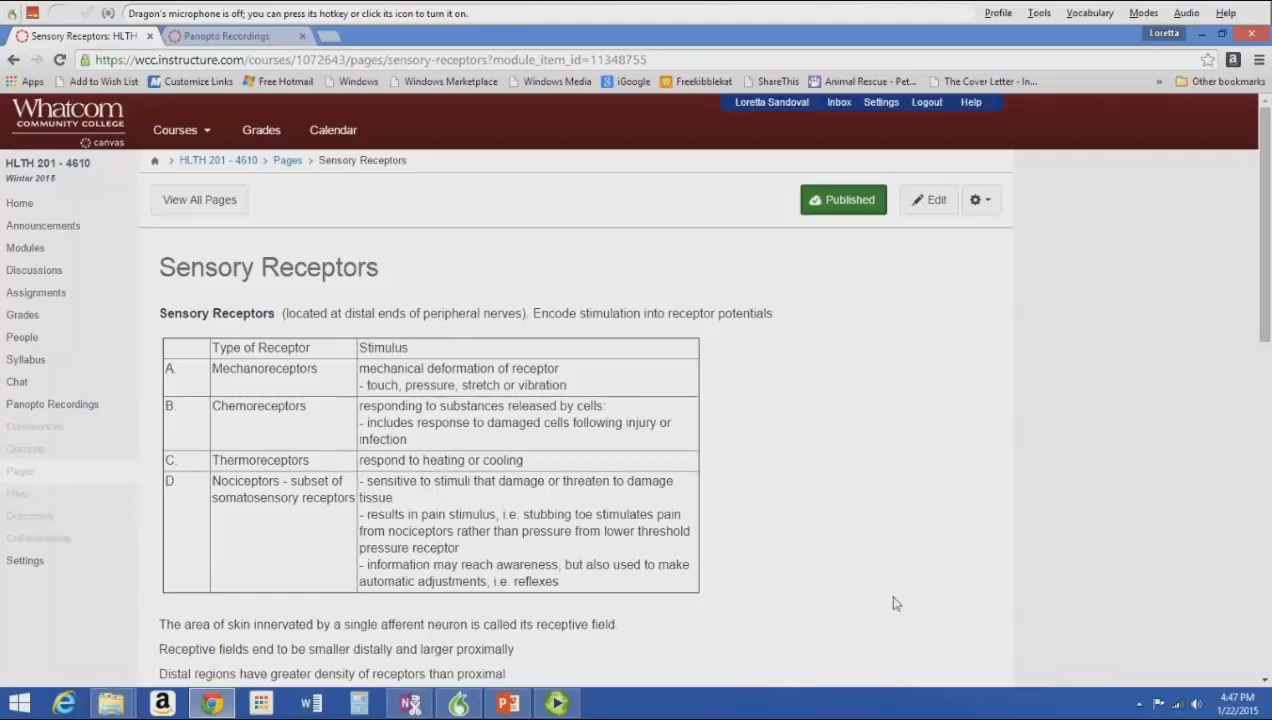 Dragon's microphone is off; you can press its hotkey or click its icon to turn it on.
Profile Tools Vocabulary Modes Audio Help
Sensory Receptors: HLTH
Panopto Recordings
Loretta
https://wcc.instructure.com/courses/1072643/pages/sensory-receptors?module_item_id=11348755
Apps Add to Wish List Customize Links Free Hotmail Windows Windows Marketplace Windows Media iGoogle Freekibblekat ShareThis Animal Rescue - Pet... The Cover Letter - In... » Other bookmarks
Whatcom
COMMUNITY COLLEGE
canvas
Loretta Sandoval Inbox Settings Logout Help
Courses Grades Calendar
HLTH 201 - 4610
Winter 2015
Home
Announcements
Modules
Discussions
Assignments
Grades
People
Syllabus
Chat
Panopto Recordings
Conferences
Quizzes
Pages
Files
Outcomes
Collaborations
Settings
> HLTH 201 - 4610 > Pages > Sensory Receptors
View All Pages
Published
Edit
Sensory Receptors
Sensory Receptors (located at distal ends of peripheral nerves). Encode stimulation into receptor potentials
Type of Receptor Stimulus
A. Mechanoreceptors mechanical deformation of receptor
- touch, pressure, stretch or vibration
B. Chemoreceptors responding to substances released by cells:
- includes response to damaged cells following injury or
infection
C. Thermoreceptors respond to heating or cooling
D. Nociceptors - subset of - sensitive to stimuli that damage or threaten to damage
somatosensory receptors tissue
- results in pain stimulus, i.e. stubbing toe stimulates pain
from nociceptors rather than pressure from lower threshold
pressure receptor
- information may reach awareness, but also used to make
automatic adjustments, i.e. reflexes
The area of skin innervated by a single afferent neuron is called its receptive field.
Receptive fields end to be smaller distally and larger proximally
Distal regions have greater density of receptors than proximal
4:47 PM
1/22/2015